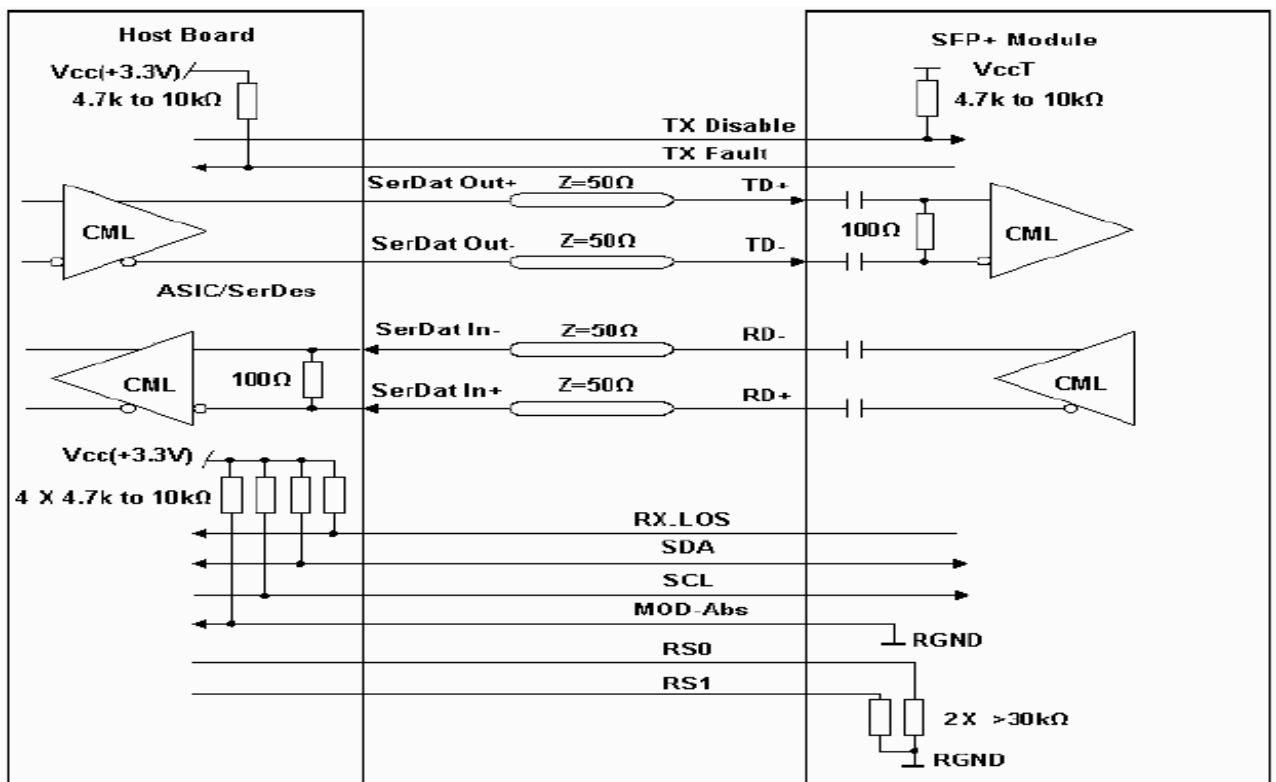 Host Board
SFP+ Module
Vcc(+3.3V)
4.7k to 10kΩ
VccT
4.7k to 10kΩ
TX Disable
TX Fault
SerDat Out+
Z=50Ω
TD+
CML
100Ω
CML
SerDat Out-
Z=50Ω
TD-
ASIC/SerDes
SerDat In-
Z=50Ω
RD-
CML
100Ω
CML
SerDat In+
Z=50Ω
RD+
Vcc(+3.3V)
4 X 4.7k to 10kΩ
RX_LOS
SDA
SCL
MOD-Abs
RGND
RS0
RS1
2X >30kΩ
RGND